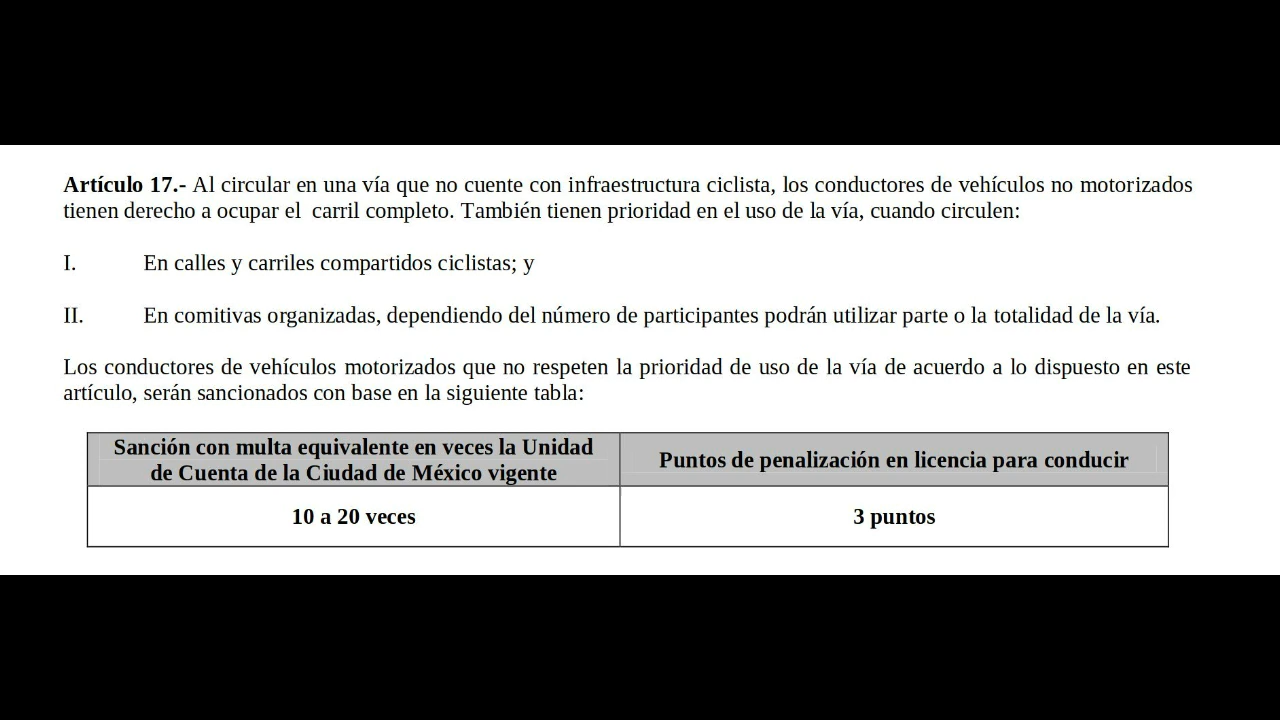 Artículo 17.- Al circular en una vía que no cuente con infraestructura ciclista, los conductores de vehículos no motorizados
tienen derecho a ocupar el  carril completo. También tienen prioridad en el uso de la vía, cuando circulen:
I. En calles y carriles compartidos ciclistas; y
II. En comitivas organizadas, dependiendo del número de participantes podrán utilizar parte o la totalidad de la vía.
Los conductores de vehículos motorizados que no respeten la prioridad de uso de la vía de acuerdo a lo dispuesto en este
artículo, serán sancionados con base en la siguiente tabla:
Sanción con multa equivalente en veces la Unidad
de Cuenta de la Ciudad de México vigente
Puntos de penalización en licencia para conducir
10 a 20 veces
3 puntos